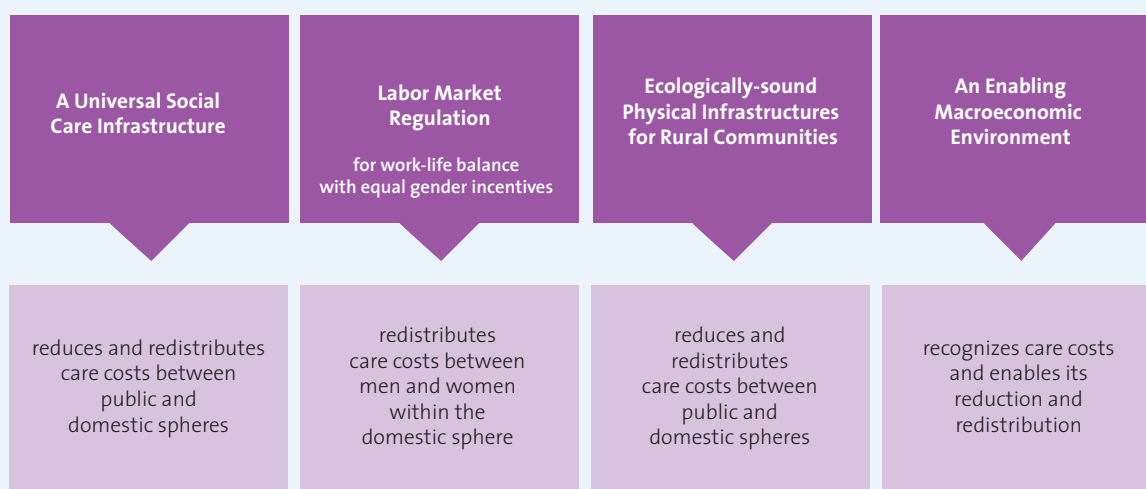 A Universal Social
Care Infrastructure
Labor Market
Regulation
for work-life balance
with equal gender incentives
Ecologically-sound
Physical Infrastructures
for Rural Communities
An Enabling
Macroeconomic
Environment
reduces and redistributes
care costs between
public and
domestic spheres
redistributes
care costs between
men and women
within the
domestic sphere
reduces and
redistributes
care costs between
public and
domestic spheres
recognizes care costs
and enables its
reduction and
redistribution